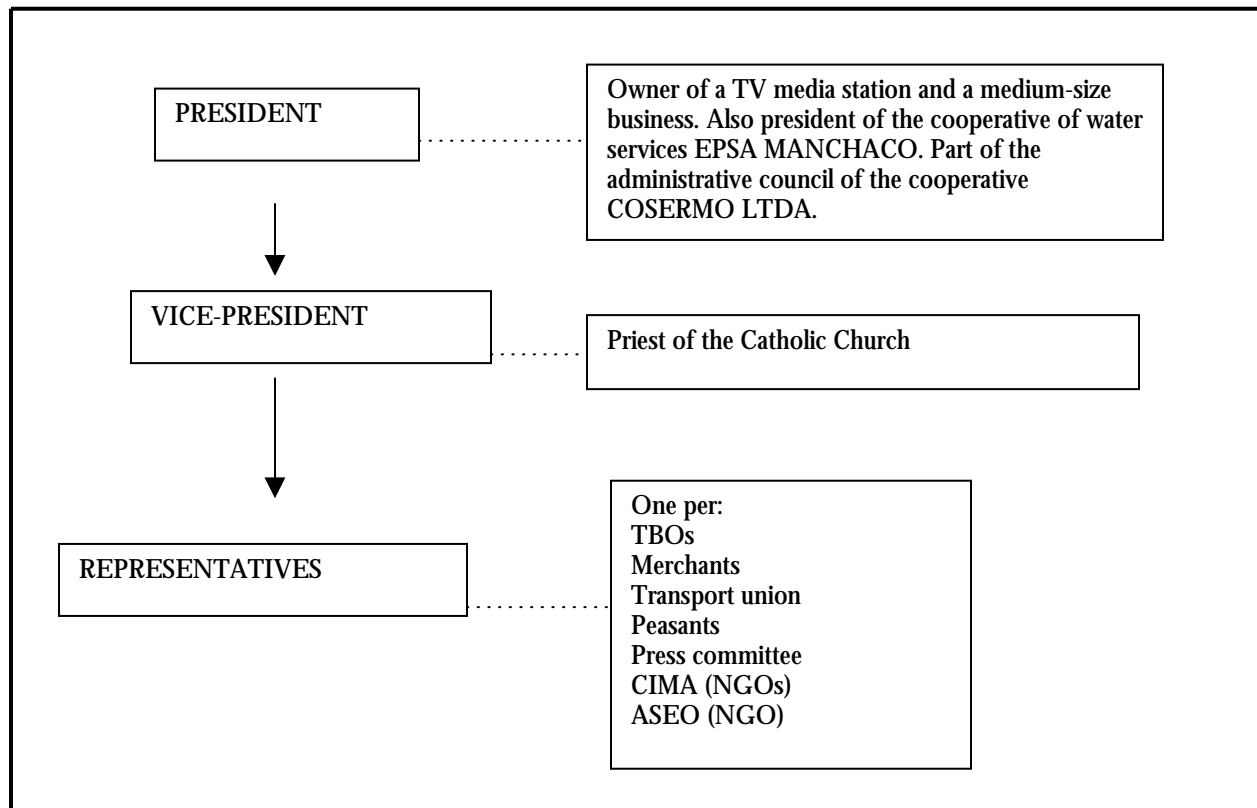 PRESIDENT
Owner of a TV media station and a medium-size
business. Also president of the cooperative of water
services EPSA MANCHACO. Part of the
administrative council of the cooperative
COSERMO LTDA.
VICE-PRESIDENT
Priest of the Catholic Church
REPRESENTATIVES
One per:
TBOs
Merchants
Transport union
Peasants
Press committee
CIMA (NGOs)
ASEO (NGO)